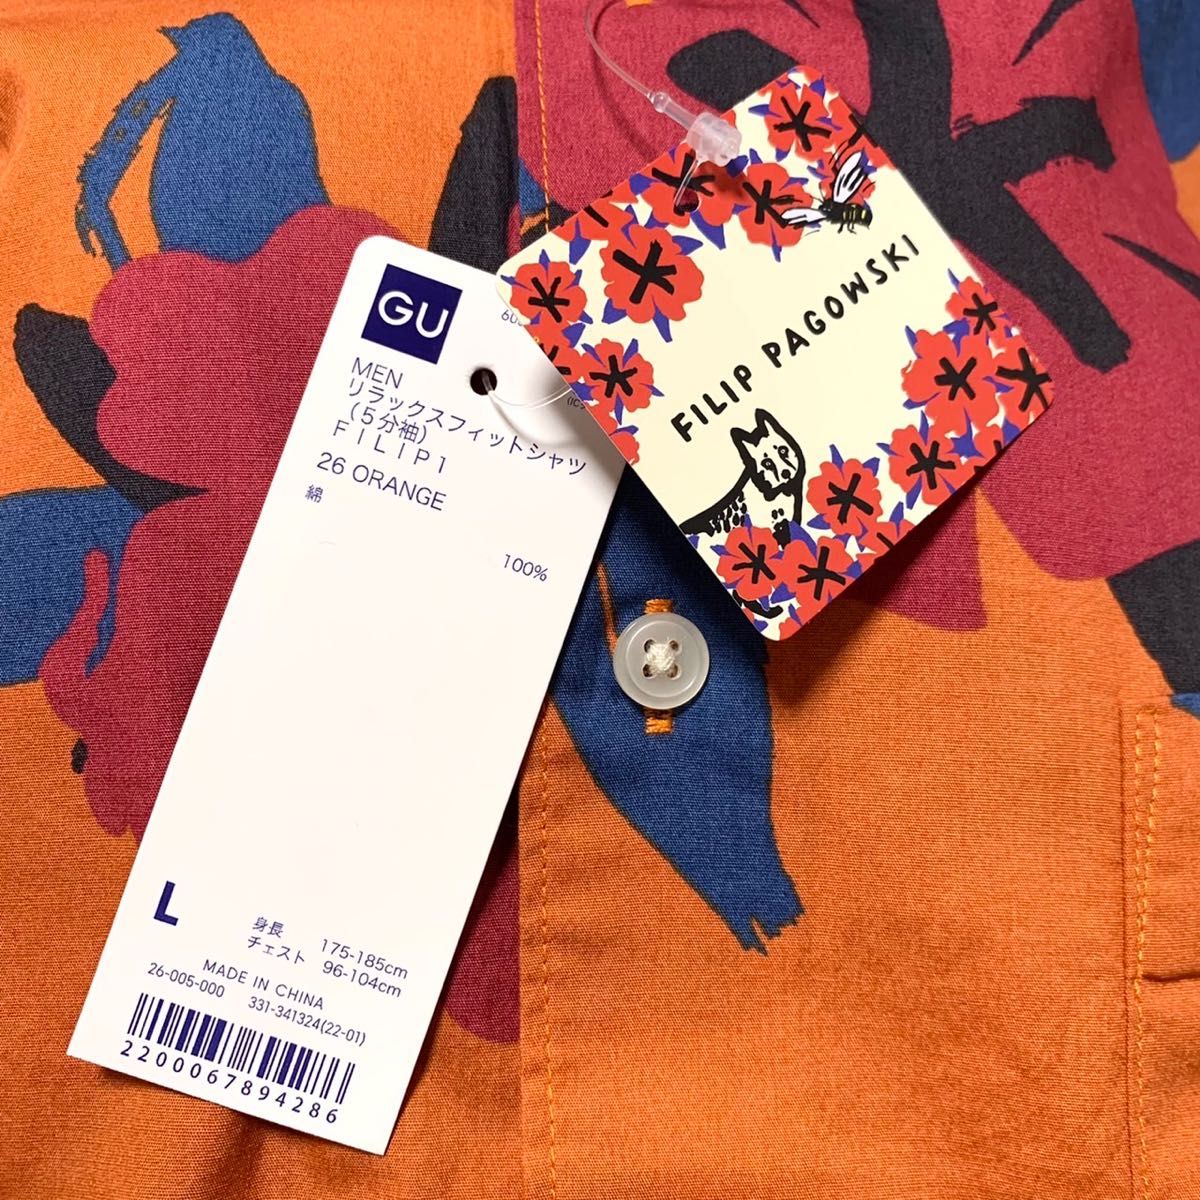 GU
MEN
リラックスフィットシャツ
(5分袖)
FILIP1
26 ORANGE
綿
100%
L
身長 175-185cm
チェスト 96-104cm
MADE IN CHINA
26-005-000 331-341324(22-01)
2200067894286
FILIP PAGOWSKI